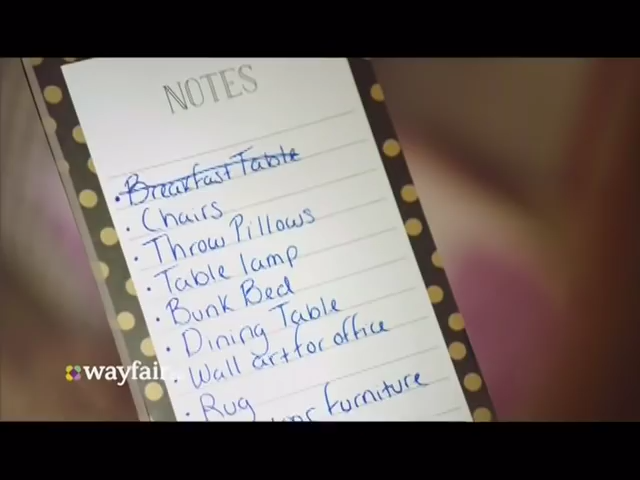 NOTES
• Breakfast Table
• Chairs
• Throw Pillows
• Table lamp
• Bunk Bed
• Dining Table
• Wall art for office
• Rug
furniture
wayfair